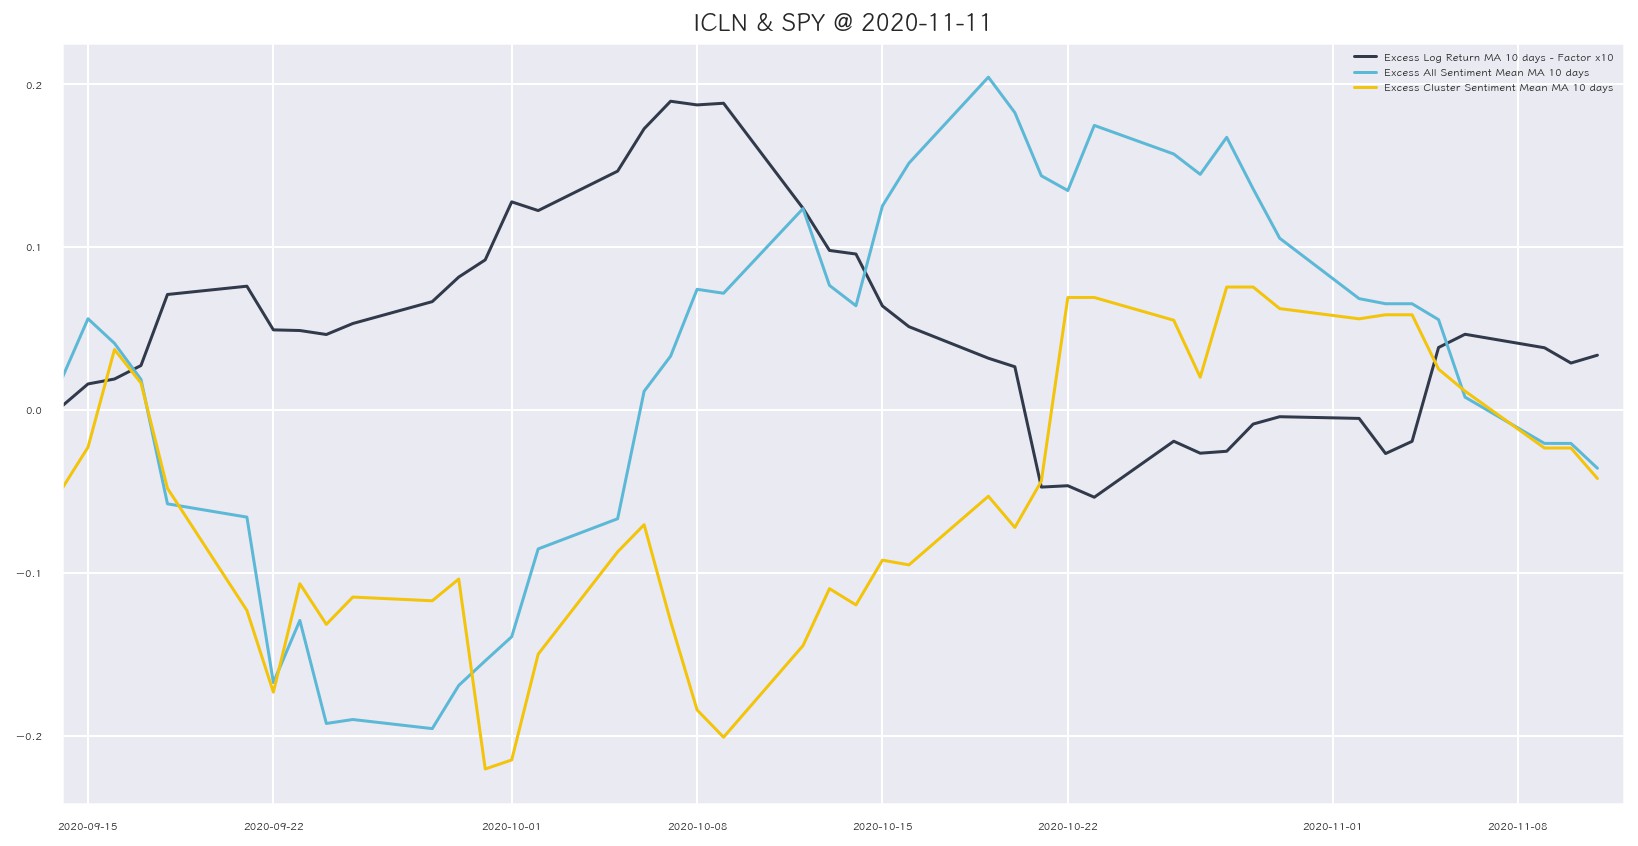 ICLN & SPY @ 2020-11-11
Excess Log Return MA 10 days - Factor x10
Excess All Sentiment Mean MA 10 days
Excess Cluster Sentiment Mean MA 10 days
0.2
0.1
0.0
−0.1
−0.2
2020-09-15 2020-09-22 2020-10-01 2020-10-08 2020-10-15 2020-10-22 2020-11-01 2020-11-08